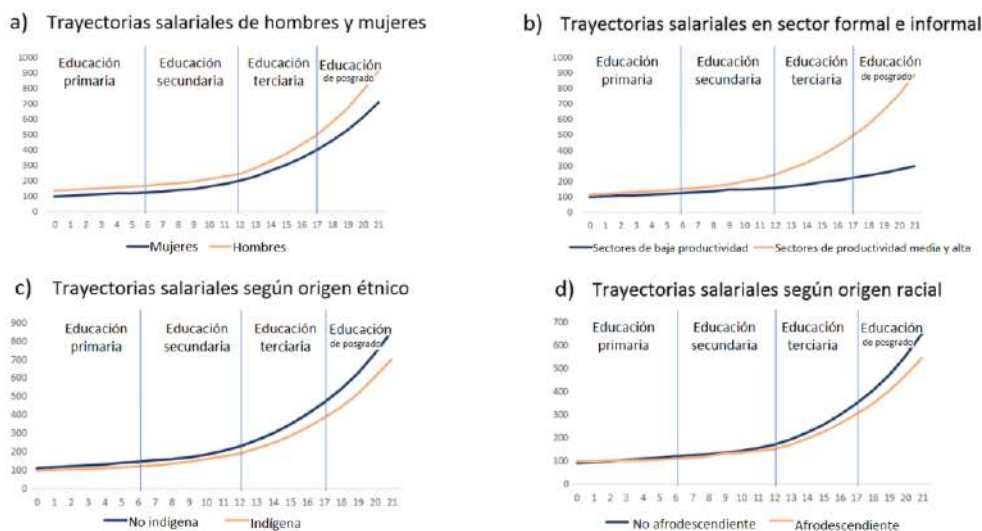 a) Trayectorias salariales de hombres y mujeres
1000
900
800
700
600
500
400
300
200
100
0
Educación primaria
Educación secundaria
Educación terciaria
Educación de posgrado
0 1 2 3 4 5 6 7 8 9 10 11 12 13 14 15 16 17 18 19 20 21
Mujeres Hombres
b) Trayectorias salariales en sector formal e informal
1000
900
800
700
600
500
400
300
200
100
0
Educación primaria
Educación secundaria
Educación terciaria
Educación de posgrado
0 1 2 3 4 5 6 7 8 9 10 11 12 13 14 15 16 17 18 19 20 21
Sectores de baja productividad Sectores de productividad media y alta
c) Trayectorias salariales según origen étnico
900
800
700
600
500
400
300
200
100
0
Educación primaria
Educación secundaria
Educación terciaria
Educación de posgrado
0 1 2 3 4 5 6 7 8 9 10 11 12 13 14 15 16 17 18 19 20 21
No indígena Indígena
d) Trayectorias salariales según origen racial
700
600
500
400
300
200
100
0
Educación primaria
Educación secundaria
Educación terciaria
Educación de posgrado
0 1 2 3 4 5 6 7 8 9 10 11 12 13 14 15 16 17 18 19 20 21
No afrodescendiente Afrodescendiente